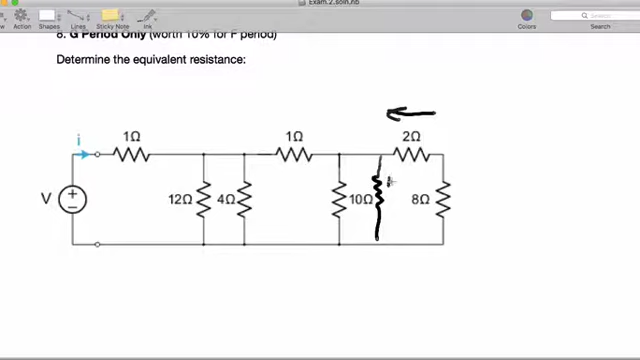 Exam.2.soln.nb
Action Shapes Lines Sticky Note Ink Colors Search
Search
8. G Period Only (worth 10% for F period)
Determine the equivalent resistance:
i 1Ω 1Ω 2Ω
V 12Ω 4Ω 10Ω 8Ω